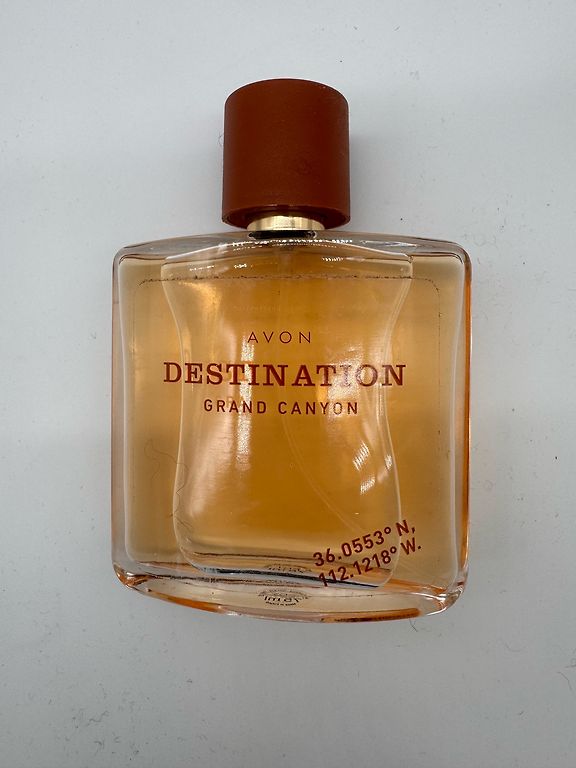 AVON
DESTINATION
GRAND CANYON
36.0553° N,
112.1218° W.